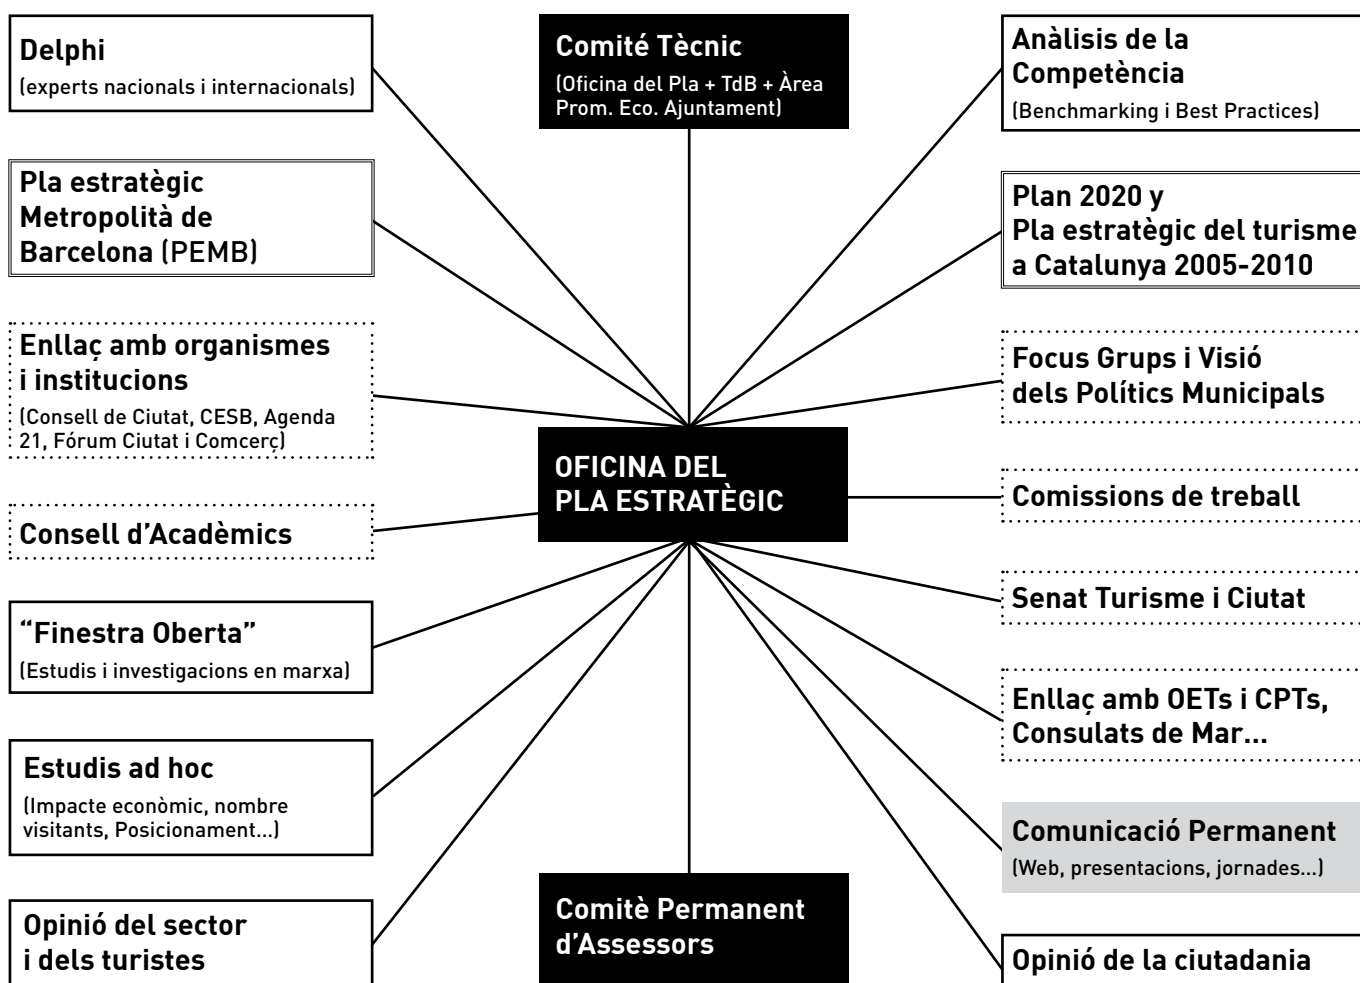 Delphi
(experts nacionals i internacionals)
Pla estratègic
Metropolità de
Barcelona (PEMB)
Enllaç amb organismes
i institucions
(Consell de Ciutat, CESB, Agenda
21, Fórum Ciutat i Comcerç)
Consell d’Acadèmics
“Finestra Oberta”
(Estudis i investigacions en marxa)
Estudis ad hoc
(Impacte econòmic, nombre
visitants, Posicionament...)
Opinió del sector
i dels turistes
Comité Tècnic
(Oficina del Pla + TdB + Àrea
Prom. Eco. Ajuntament)
OFICINA DEL
PLA ESTRATÈGIC
Comitè Permanent
d’Assessors
Anàlisis de la
Competència
(Benchmarking i Best Practices)
Plan 2020 y
Pla estratègic del turisme
a Catalunya 2005-2010
Focus Grups i Visió
dels Polítics Municipals
Comissions de treball
Senat Turisme i Ciutat
Enllaç amb OETs i CPTs,
Consulats de Mar...
Comunicació Permanent
(Web, presentacions, jornades...)
Opinió de la ciutadania